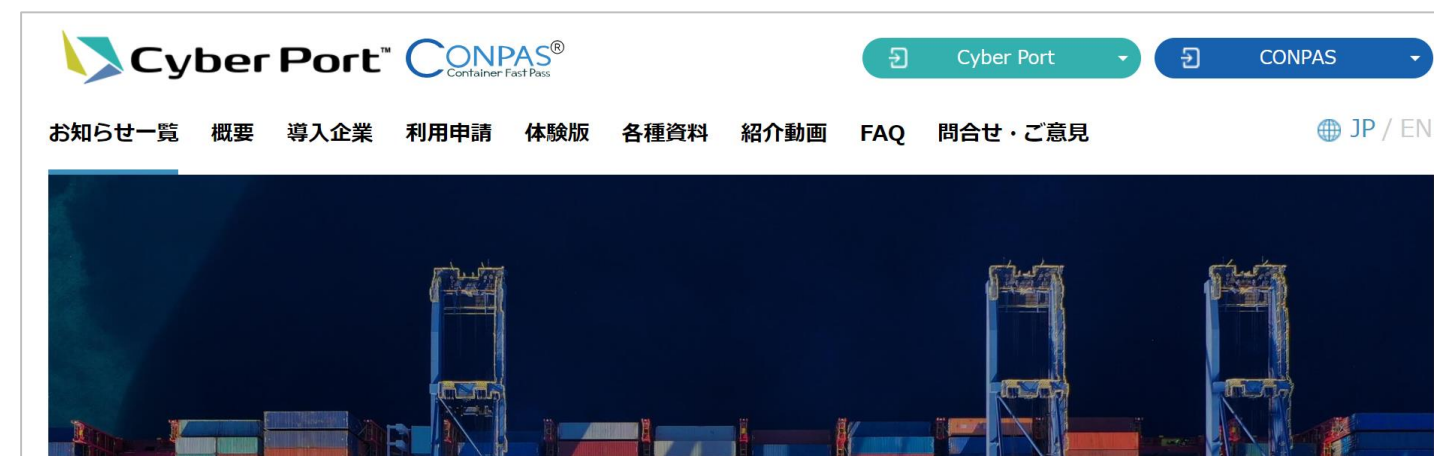 Cyber Port™ CONPAS®
Container Fast Pass
Cyber Port CONPAS
お知らせ一覧 概要 導入企業 利用申請 体験版 各種資料 紹介動画 FAQ 問合せ・ご意見 JP / EN